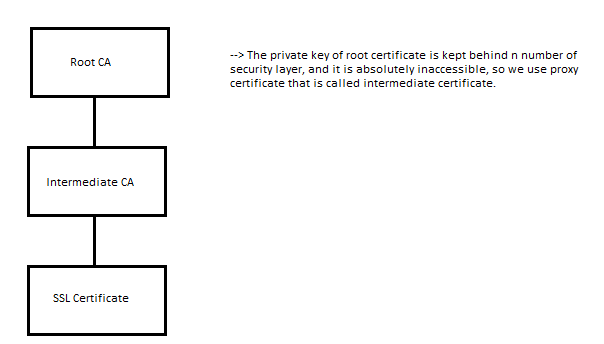 Root CA
--> The private key of root certificate is kept behind n number of
security layer, and it is absolutely inaccessible, so we use proxy
certificate that is called intermediate certificate.
Intermediate CA
SSL Certificate